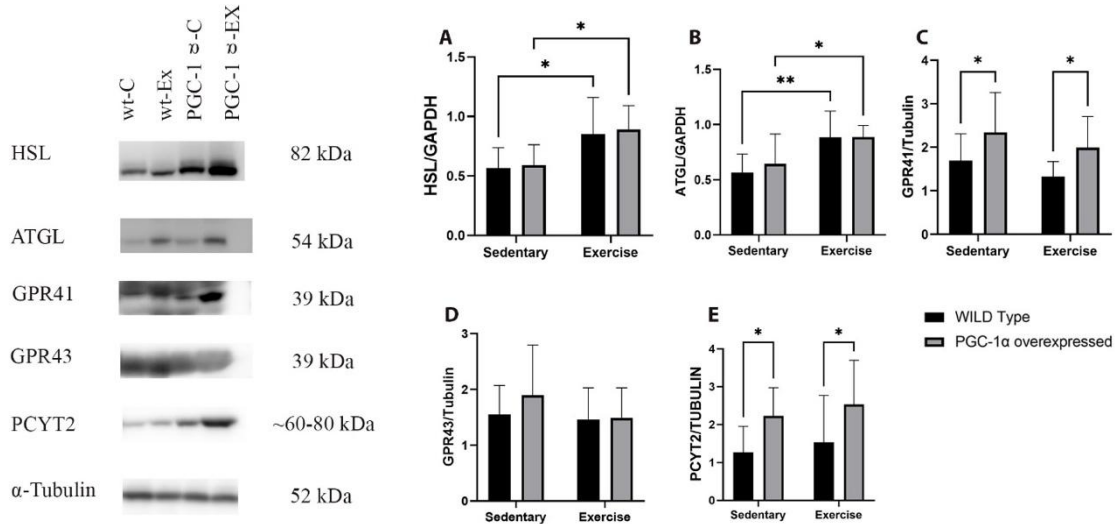 wt-C
wt-Ex
PGC-1 α-C
PGC-1 α-EX
HSL 82 kDa
ATGL 54 kDa
GPR41 39 kDa
GPR43 39 kDa
PCYT2 ~60-80 kDa
α-Tubulin 52 kDa
A
HSL/GAPDH
1.5
1.0
0.5
0.0
*
*
Sedentary Exercise
B
ATGL/GAPDH
1.5
1.0
0.5
0.0
**
*
Sedentary Exercise
C
GPR41/Tubulin
4
3
2
1
0
*
*
Sedentary Exercise
D
GPR43/Tubulin
3
2
1
0
Sedentary Exercise
E
PCYT2/TUBULIN
4
3
2
1
0
*
*
Sedentary Exercise
WILD Type
PGC-1α overexpressed